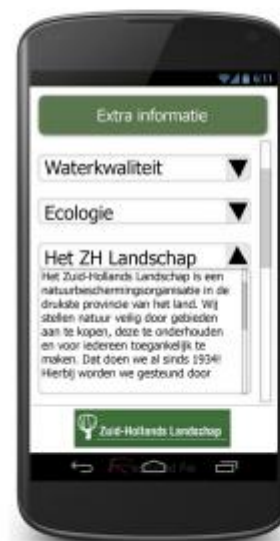 6:11
Extra informatie
Waterkwaliteit
Ecologie
Het ZH Landschap
Het Zuid-Hollands Landschap is een
natuurbeschermingsorganisatie in de
drukste provincie van het land. Wij
stellen natuur veilig door gebieden
aan te kopen, deze te onderhouden
en voor iedereen toegankelijk te
maken. Dat doen we al sinds 1934!
Hierbij worden we gesteund door
Zuid-Hollands Landschap